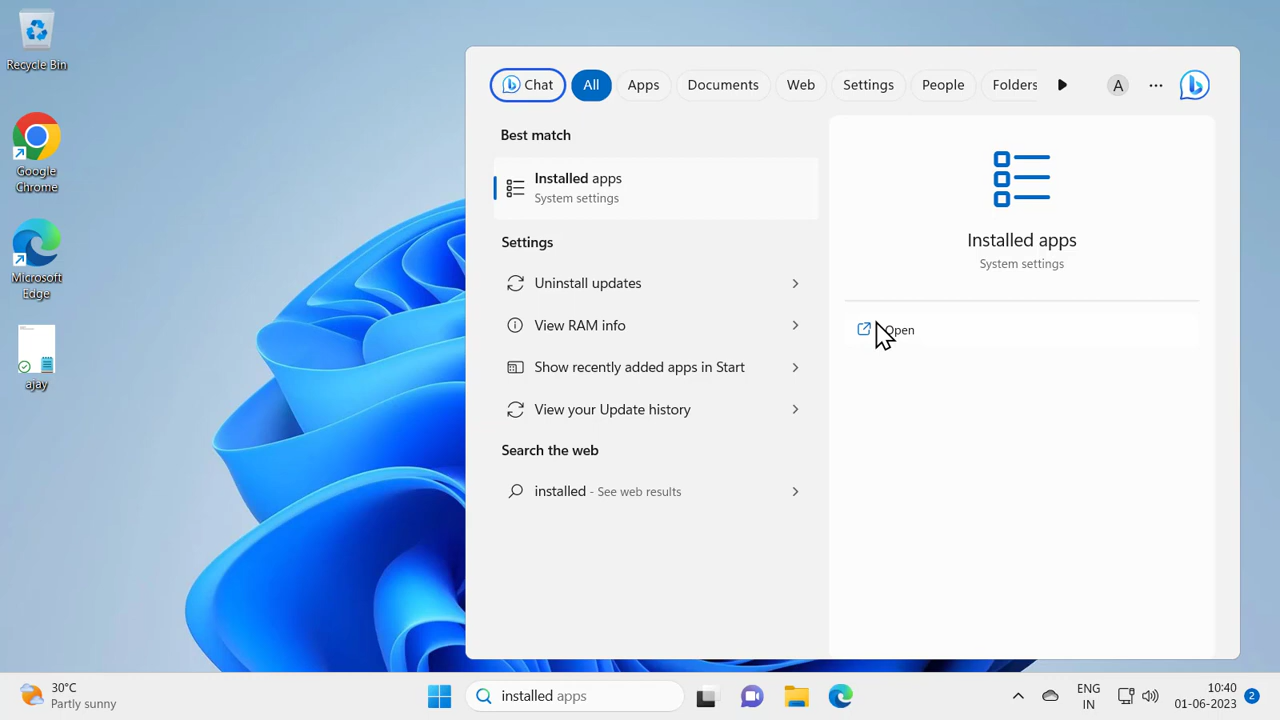 Recycle Bin
Google
Chrome
Microsoft
Edge
ajay
Chat
All
Apps
Documents
Web
Settings
People
Folders
A
Best match
Installed apps
System settings
Settings
Uninstall updates
View RAM info
Show recently added apps in Start
View your Update history
Search the web
installed - See web results
Installed apps
System settings
Open
30°C
Partly sunny
installed apps
ENG
IN
10:40
01-06-2023
2